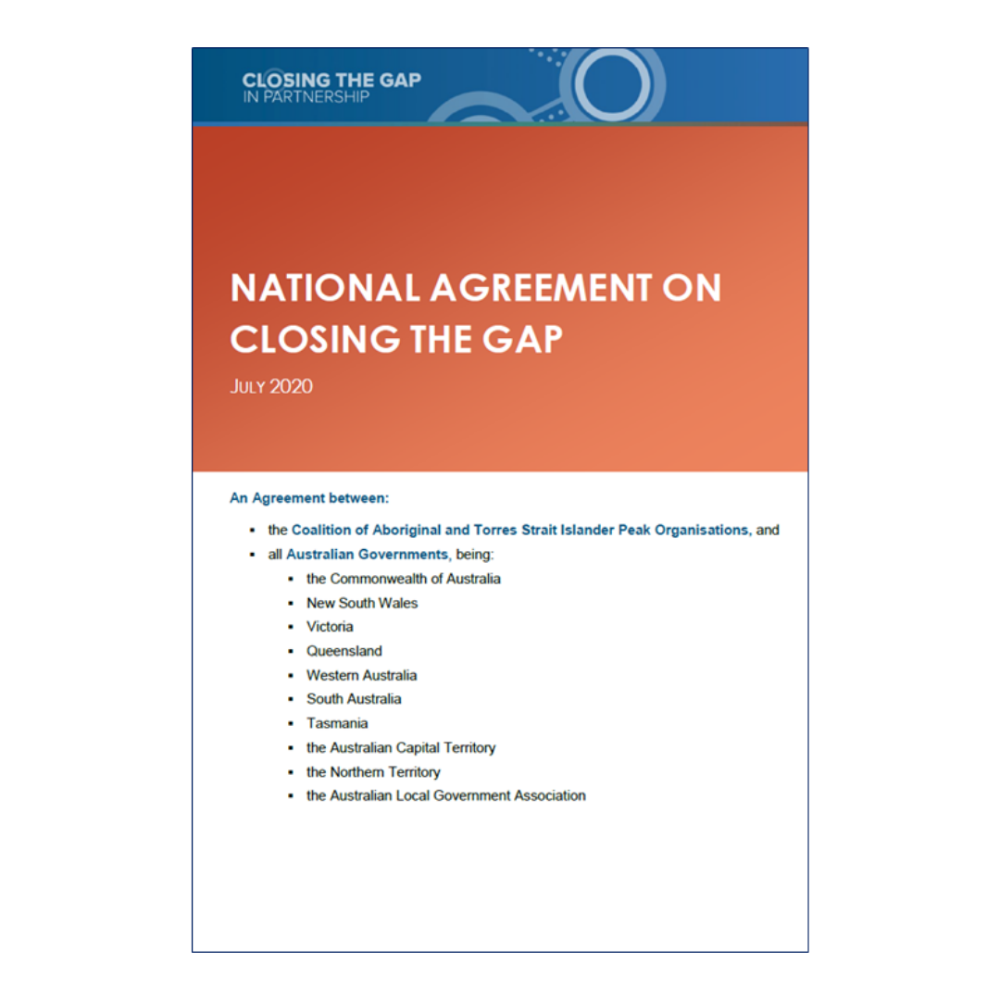 CLOSING THE GAP
IN PARTNERSHIP
NATIONAL AGREEMENT ON
CLOSING THE GAP
JULY 2020
An Agreement between:
▪ the Coalition of Aboriginal and Torres Strait Islander Peak Organisations, and
▪ all Australian Governments, being:
▪ the Commonwealth of Australia
▪ New South Wales
▪ Victoria
▪ Queensland
▪ Western Australia
▪ South Australia
▪ Tasmania
▪ the Australian Capital Territory
▪ the Northern Territory
▪ the Australian Local Government Association